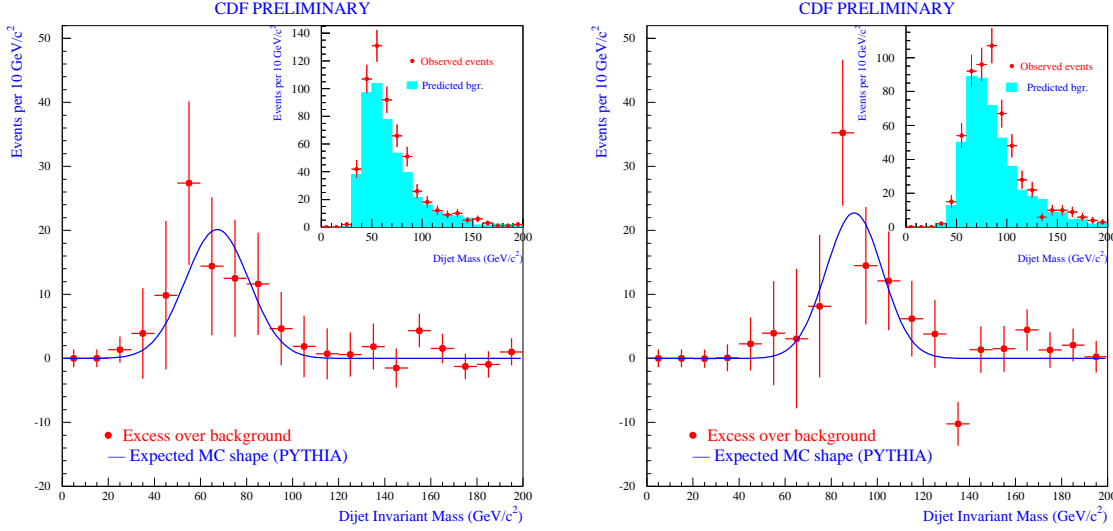 CDF PRELIMINARY
Events per 10 GeV/c²
50
40
30
20
10
0
-10
-20
0 20 40 60 80 100 120 140 160 180 200
Dijet Invariant Mass (GeV/c²)
Excess over background
Expected MC shape (PYTHIA)
Events per 10 GeV/c²
140
120
100
80
60
40
20
0
0 50 100 150 200
Dijet Mass (GeV/c²)
Observed events
Predicted bgr.
CDF PRELIMINARY
Events per 10 GeV/c²
50
40
30
20
10
0
-10
-20
0 20 40 60 80 100 120 140 160 180 200
Dijet Invariant Mass (GeV/c²)
Excess over background
Expected MC shape (PYTHIA)
Events per 10 GeV/c²
100
80
60
40
20
0
0 50 100 150 200
Dijet Mass (GeV/c²)
Observed events
Predicted bgr.